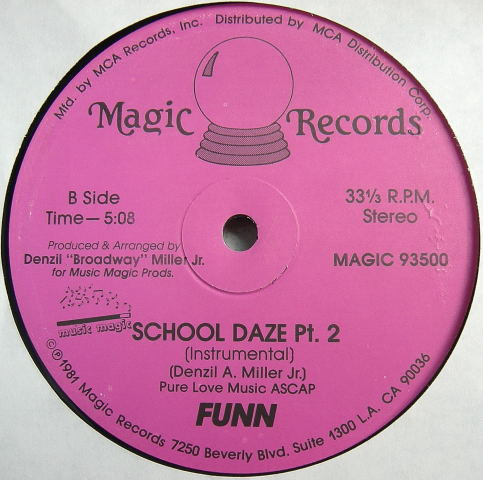 Mfd. by MCA Records, Inc. Distributed by MCA Distribution Corp.
Magic Records
B Side
Time—5:08
33⅓ R.P.M.
Stereo
Produced & Arranged by
Denzil "Broadway" Miller Jr.
for Music Magic Prods.
MAGIC 93500
music magic
SCHOOL DAZE Pt. 2
(Instrumental)
(Denzil A. Miller Jr.)
Pure Love Music ASCAP
FUNN
©℗1981 Magic Records 7250 Beverly Blvd. Suite 1300 L.A. CA 90036